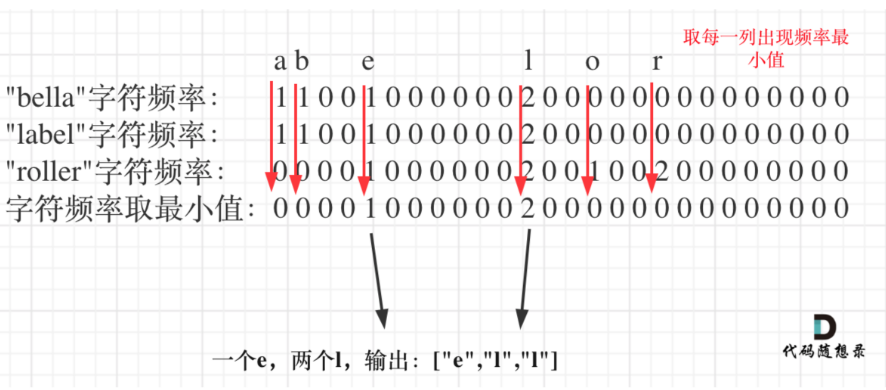 取每一列出现频率最
小值
a b e l o r
"bella"字符频率： 1 1 0 0 1 0 0 0 0 0 0 2 0 0 0 0 0 0 0 0 0 0 0 0 0 0
"label"字符频率： 1 1 0 0 1 0 0 0 0 0 0 2 0 0 0 0 0 0 0 0 0 0 0 0 0 0
"roller"字符频率： 0 0 0 0 1 0 0 0 0 0 0 2 0 0 1 0 0 2 0 0 0 0 0 0 0 0
字符频率取最小值：0 0 0 0 1 0 0 0 0 0 0 2 0 0 0 0 0 0 0 0 0 0 0 0 0 0
一个e，两个l，输出：["e","l","l"]
代码随想录